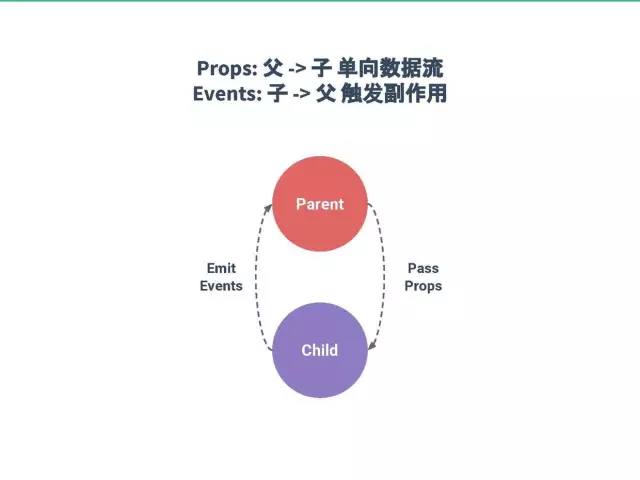 Props: 父 -> 子 单向数据流
Events: 子 -> 父 触发副作用
Parent
Emit
Events
Pass
Props
Child